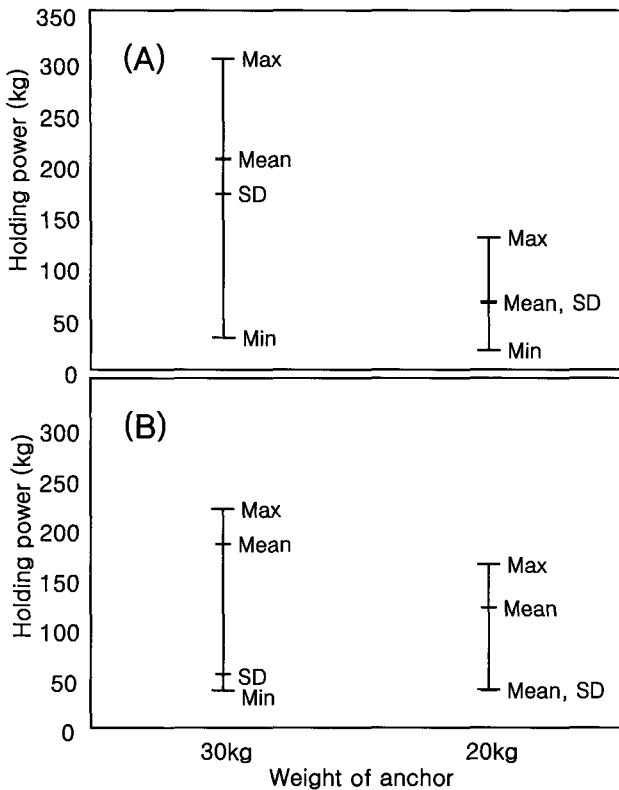 350
300
250
200
150
100
50
0
Holding power (kg)
(A)
Max
Mean
SD
Min
Max
Mean, SD
Min
300
250
200
150
100
50
0
Holding power (kg)
(B)
Max
Mean
SD
Min
Max
Mean
Mean, SD
30kg
20kg
Weight of anchor